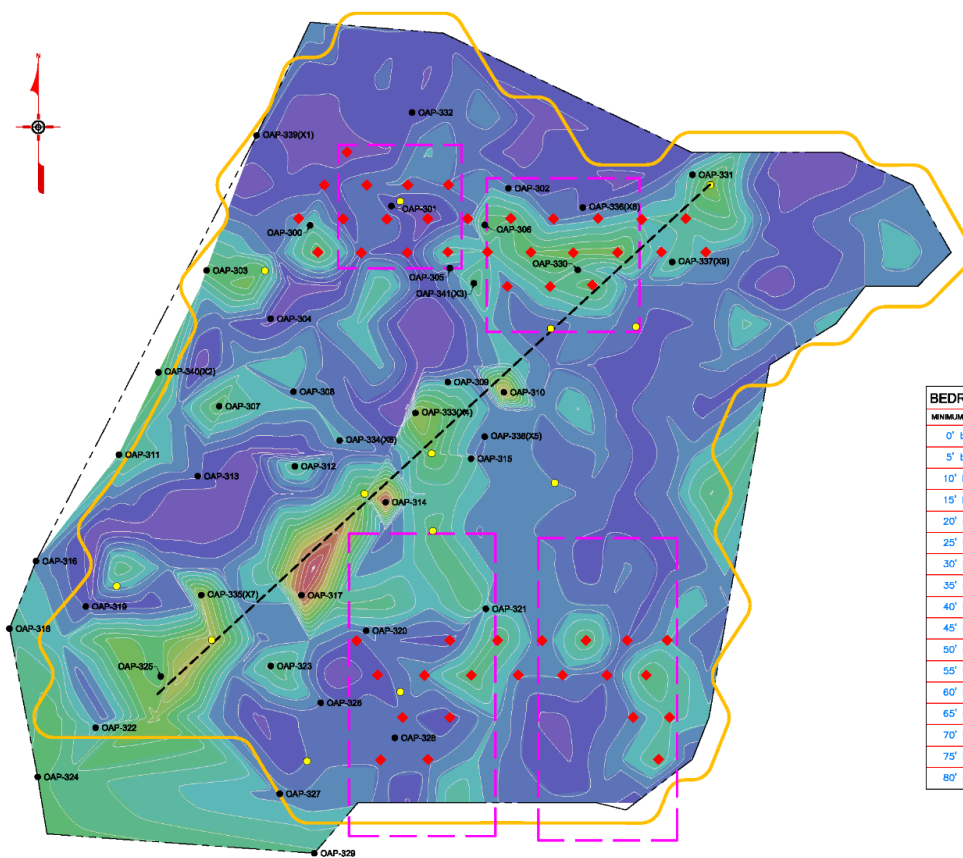 N
OAP-332
OAP-339(X1)
OAP-331
OAP-302
OAP-301
OAP-336(X8)
OAP-300
OAP-306
OAP-337(X9)
OAP-303
OAP-305
OAP-330
OAP-341(X3)
OAP-304
OAP-340(X2)
OAP-309
OAP-308
OAP-310
OAP-307
OAP-333(X4)
OAP-334(X6)
OAP-338(X5)
OAP-311
OAP-315
OAP-312
OAP-313
OAP-314
OAP-316
OAP-335(X7)
OAP-317
OAP-319
OAP-321
OAP-318
OAP-320
OAP-323
OAP-325
OAP-326
OAP-322
OAP-328
OAP-324
OAP-327
OAP-329
BEDR
MINIMUM
0'
5'
10'
15'
20'
25'
30'
35'
40'
45'
50'
55'
60'
65'
70'
75'
80'